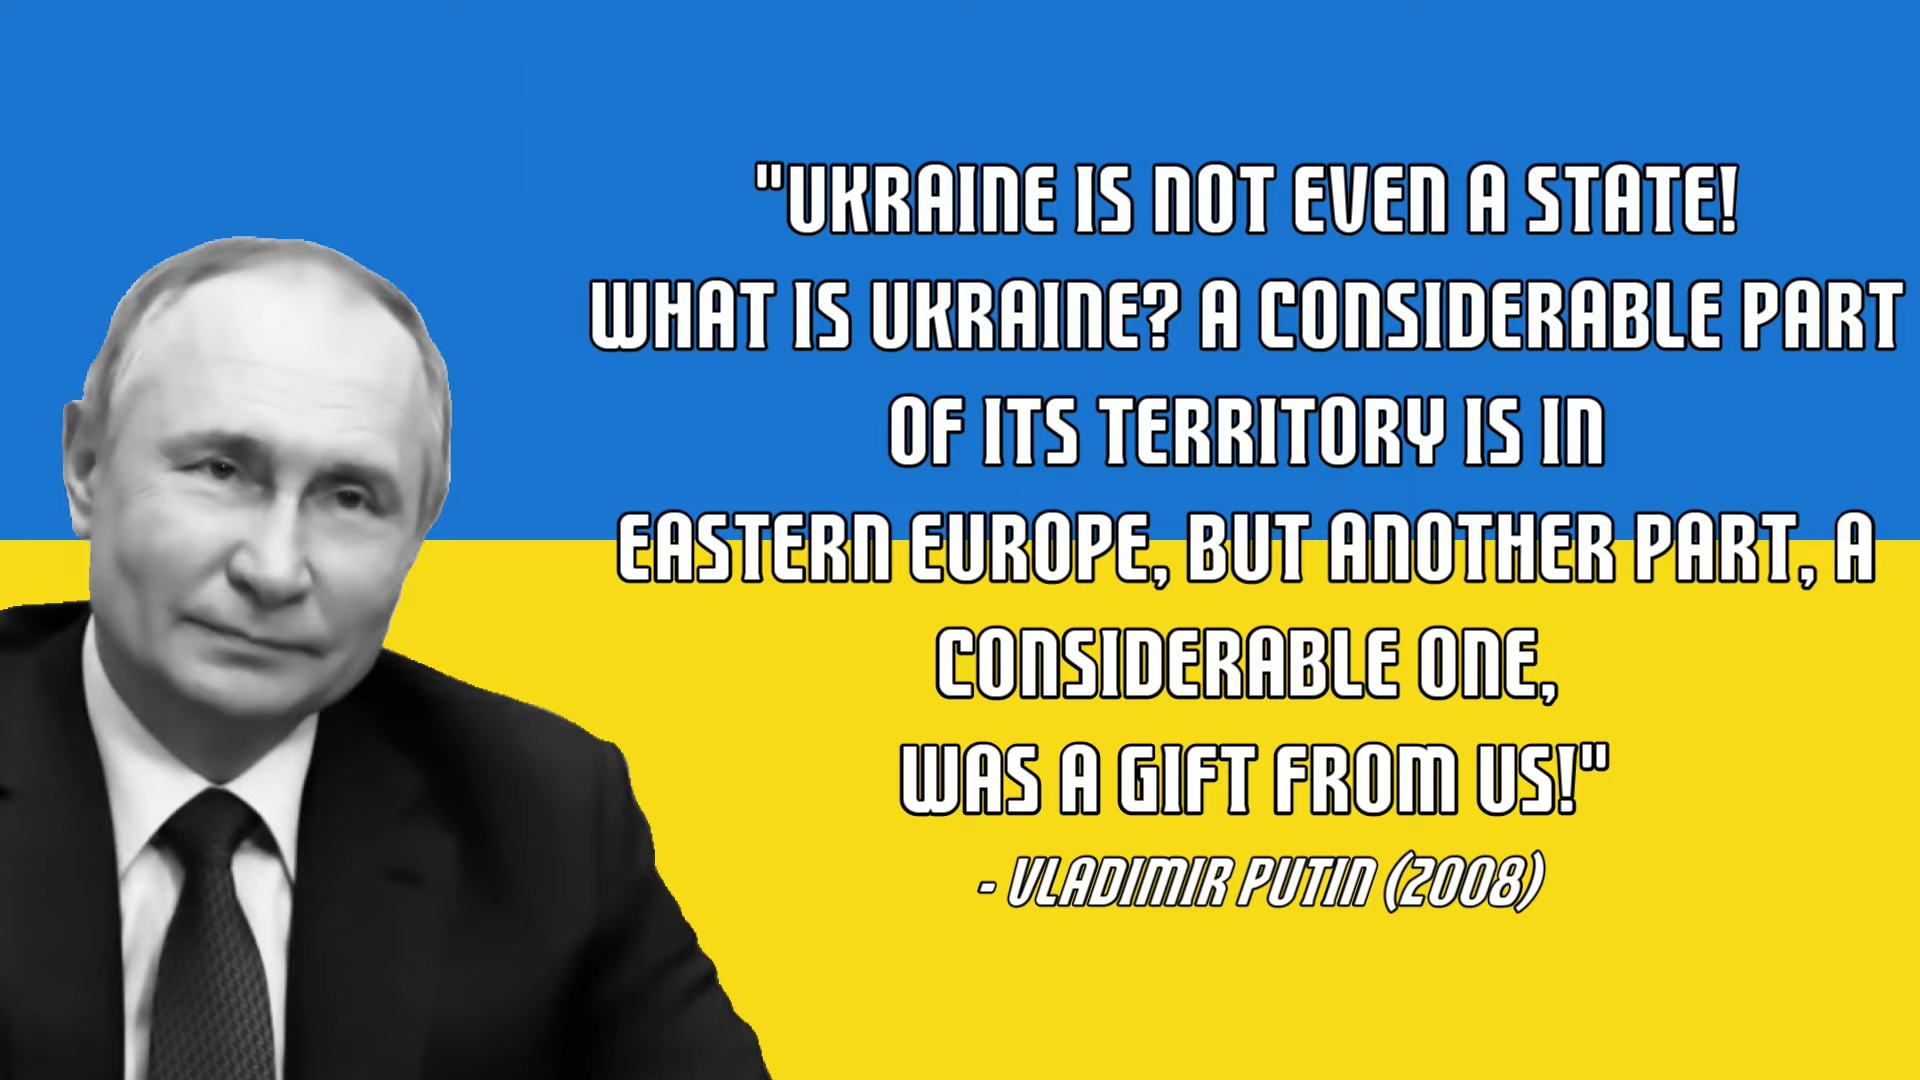 "UKRAINE IS NOT EVEN A STATE!
WHAT IS UKRAINE? A CONSIDERABLE PART
OF ITS TERRITORY IS IN
EASTERN EUROPE, BUT ANOTHER PART, A
CONSIDERABLE ONE,
WAS A GIFT FROM US!"
- VLADIMIR PUTIN (2008)